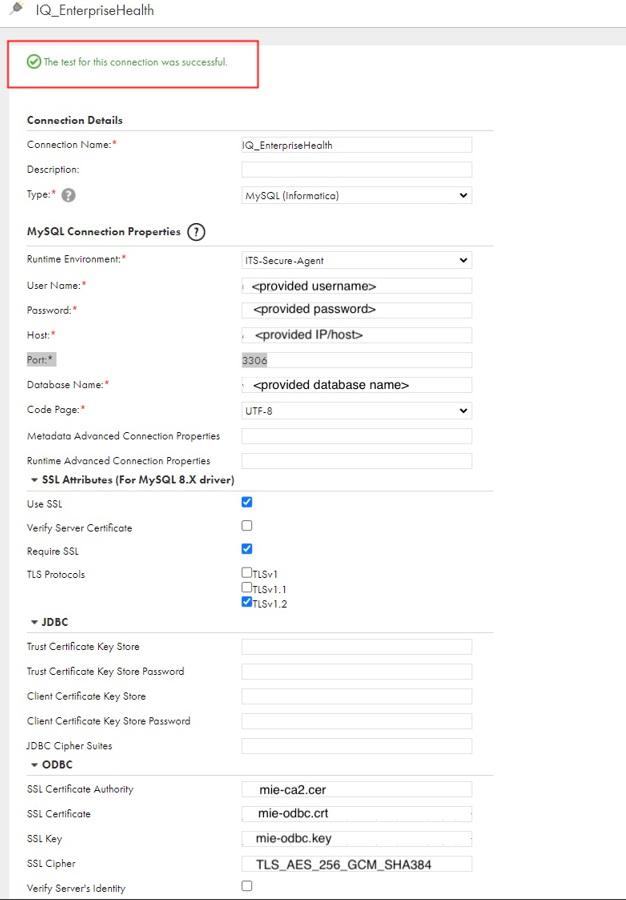 IQ_EnterpriseHealth
The test for this connection was successful.
Connection Details
Connection Name:* IQ_EnterpriseHealth
Description:
Type:* ? MySQL (Informatica)
MySQL Connection Properties ?
Runtime Environment:* ITS-Secure-Agent
User Name:* <provided username>
Password:* <provided password>
Host:* <provided IP/host>
Port:* 3306
Database Name:* <provided database name>
Code Page:* UTF-8
Metadata Advanced Connection Properties
Runtime Advanced Connection Properties
SSL Attributes (For MySQL 8.X driver)
Use SSL
Verify Server Certificate
Require SSL
TLS Protocols TLSv1
TLSv1.1
TLSv1.2
JDBC
Trust Certificate Key Store
Trust Certificate Key Store Password
Client Certificate Key Store
Client Certificate Key Store Password
JDBC Cipher Suites
ODBC
SSL Certificate Authority mie-ca2.cer
SSL Certificate mie-odbc.crt
SSL Key mie-odbc.key
SSL Cipher TLS_AES_256_GCM_SHA384
Verify Server's Identity